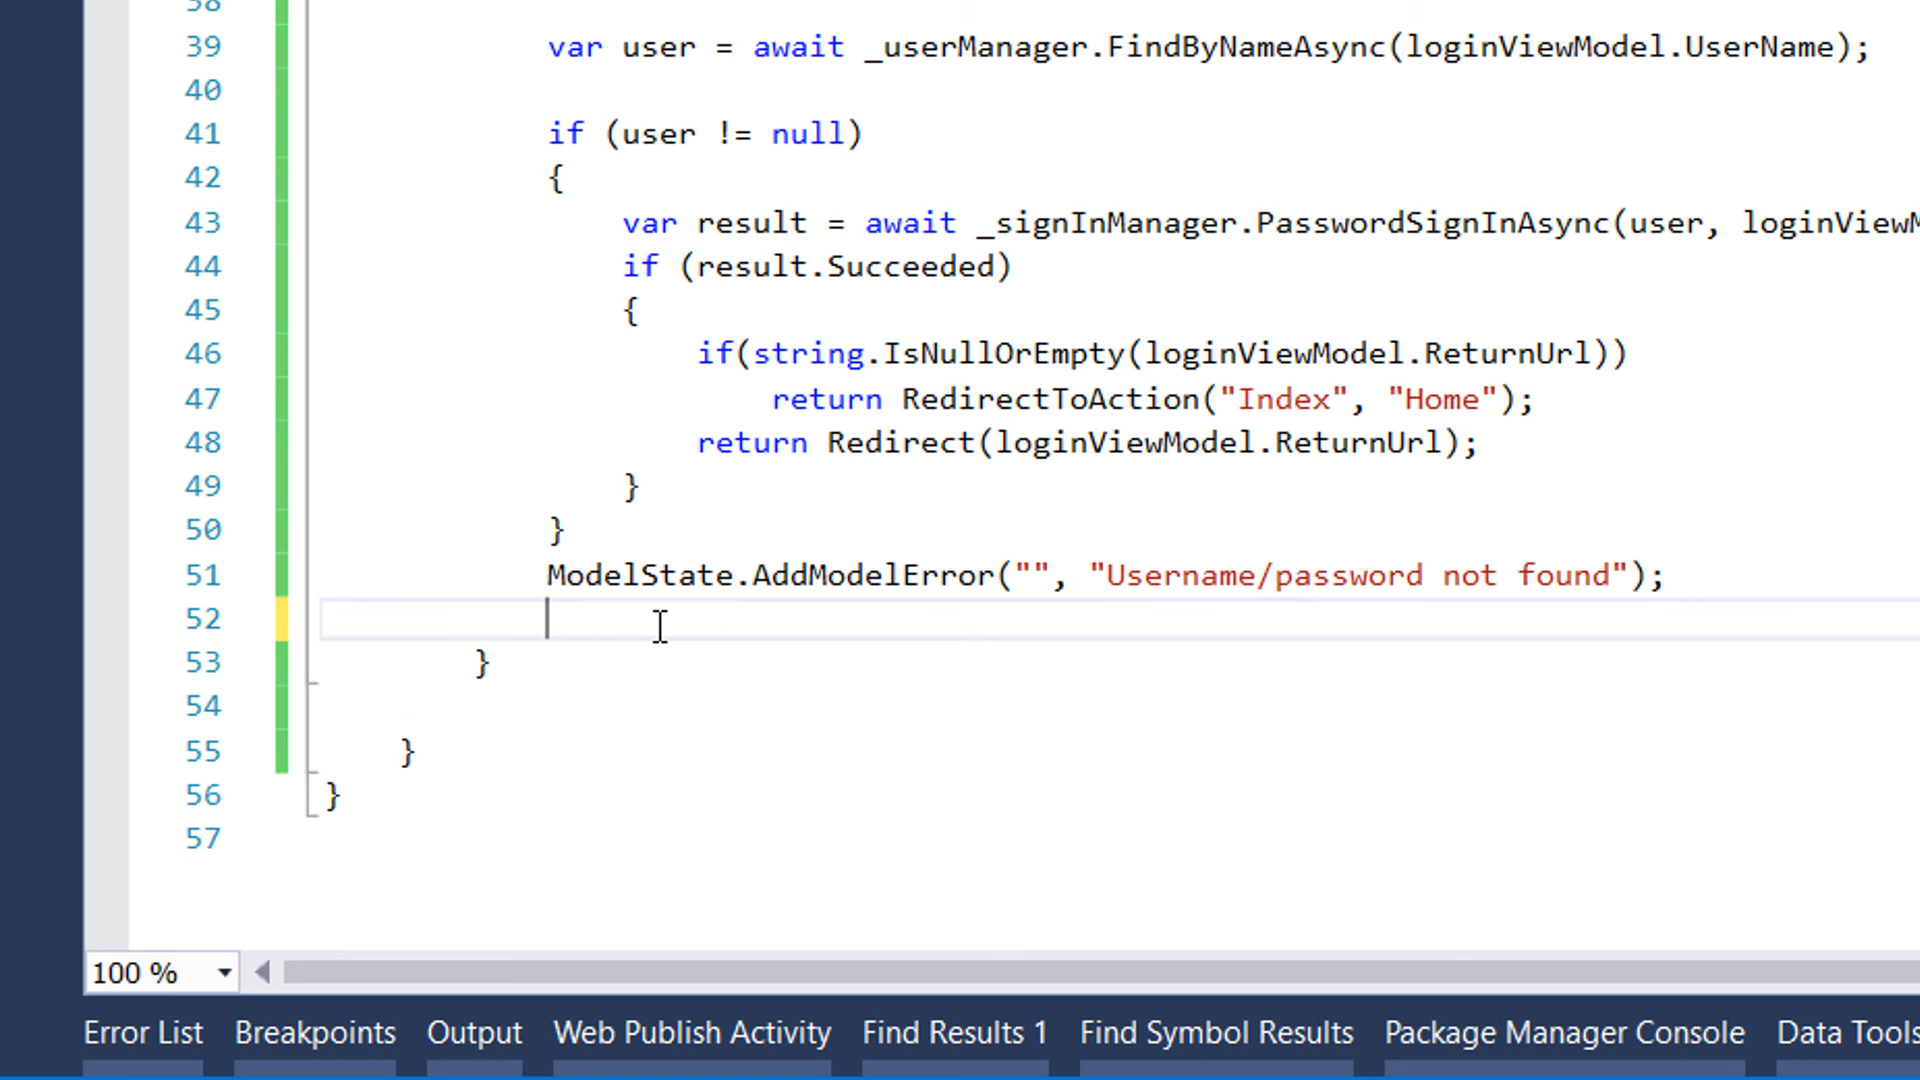 38
39 var user = await _userManager.FindByNameAsync(loginViewModel.UserName);
40
41 if (user != null)
42 {
43 var result = await _signInManager.PasswordSignInAsync(user, loginViewM
44 if (result.Succeeded)
45 {
46 if(string.IsNullOrEmpty(loginViewModel.ReturnUrl))
47 return RedirectToAction("Index", "Home");
48 return Redirect(loginViewModel.ReturnUrl);
49 }
50 }
51 ModelState.AddModelError("", "Username/password not found");
52
53 }
54
55 }
56 }
57
100 %
Error List Breakpoints Output Web Publish Activity Find Results 1 Find Symbol Results Package Manager Console Data Tools